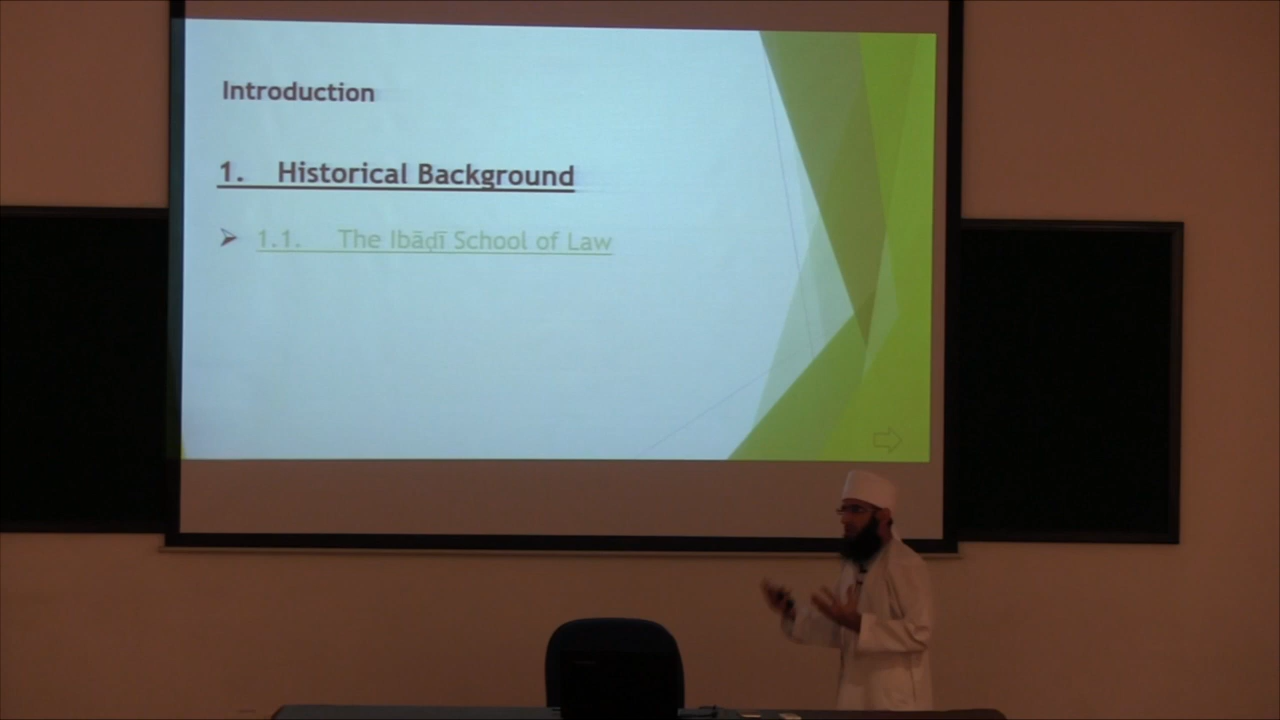 Introduction
1. Historical Background
1.1. The Ibāḍī School of Law